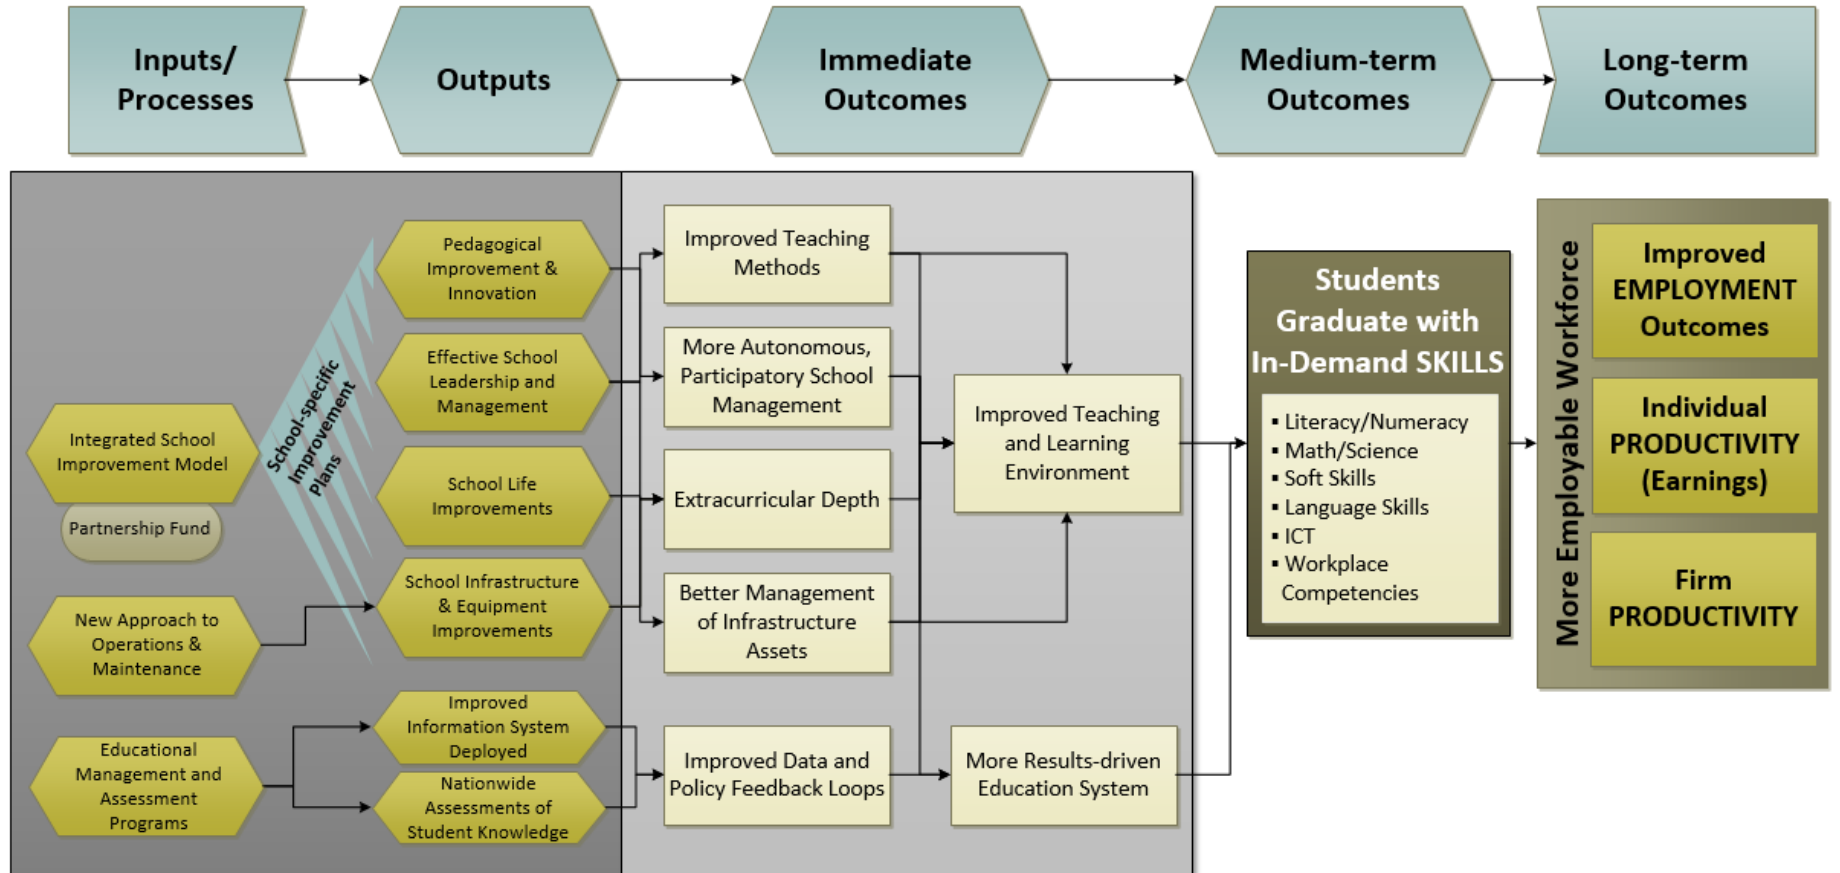 Inputs/
Processes
Outputs
Immediate
Outcomes
Medium-term
Outcomes
Long-term
Outcomes
Integrated School
Improvement Model
Partnership Fund
New Approach to
Operations &
Maintenance
Educational
Management and
Assessment
Programs
School-specific
Improvement
Plans
Pedagogical
Improvement &
Innovation
Effective School
Leadership and
Management
School Life
Improvements
School Infrastructure
& Equipment
Improvements
Improved
Information System
Deployed
Nationwide
Assessments of
Student Knowledge
Improved Teaching
Methods
More Autonomous,
Participatory School
Management
Extracurricular Depth
Better Management
of Infrastructure
Assets
Improved Data and
Policy Feedback Loops
Improved Teaching
and Learning
Environment
More Results-driven
Education System
Students
Graduate with
In-Demand SKILLS
▪ Literacy/Numeracy
▪ Math/Science
▪ Soft Skills
▪ Language Skills
▪ ICT
▪ Workplace
Competencies
More Employable Workforce
Improved
EMPLOYMENT
Outcomes
Individual
PRODUCTIVITY
(Earnings)
Firm
PRODUCTIVITY